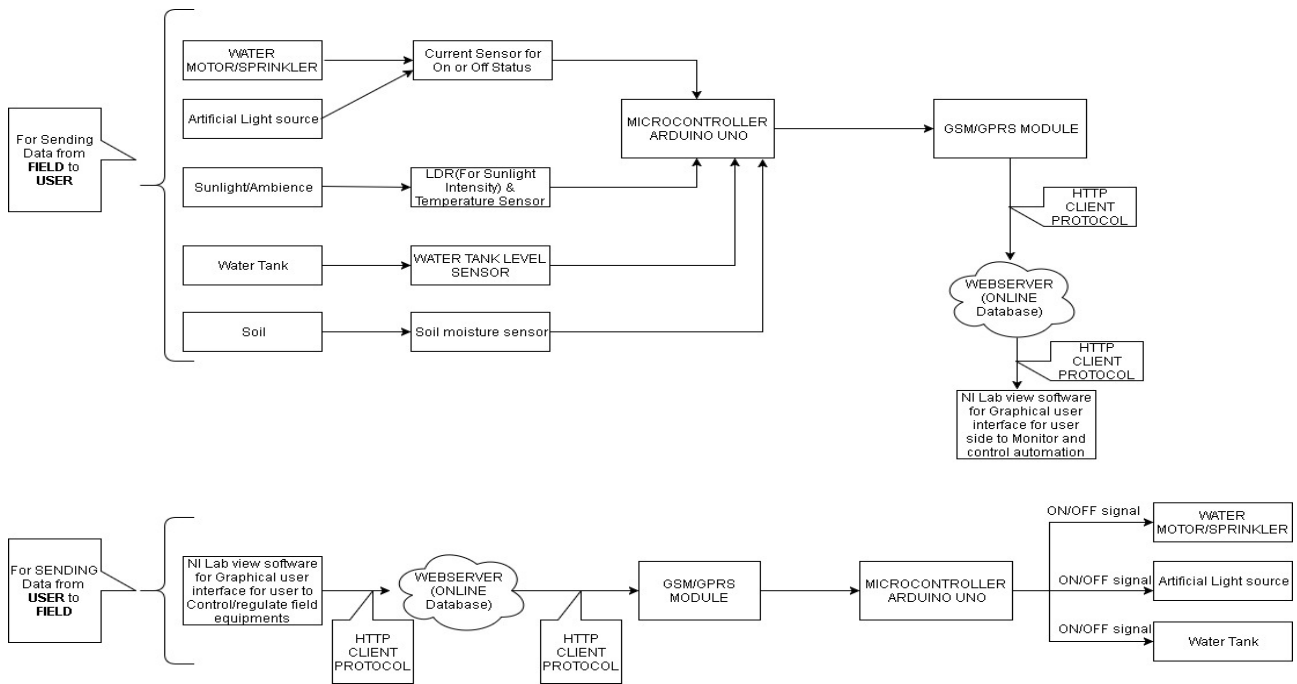 For Sending
Data from
FIELD to
USER
WATER
MOTOR/SPRINKLER
Current Sensor for
On or Off Status
Artificial Light source
MICROCONTROLLER
ARDUINO UNO
GSM/GPRS MODULE
Sunlight/Ambience
LDR(For Sunlight
Intensity) &
Temperature Sensor
HTTP
CLIENT
PROTOCOL
Water Tank
WATER TANK LEVEL
SENSOR
WEBSERVER
(ONLINE
Database)
Soil
Soil moisture sensor
HTTP
CLIENT
PROTOCOL
NI Lab view software
for Graphical user
interface for user
side to Monitor and
control automation
For SENDING
Data from
USER to
FIELD
NI Lab view software
for Graphical user
interface for user to
Control/regulate field
equipments
HTTP
CLIENT
PROTOCOL
WEBSERVER
(ONLINE
Database)
HTTP
CLIENT
PROTOCOL
GSM/GPRS
MODULE
MICROCONTROLLER
ARDUINO UNO
ON/OFF signal
WATER
MOTOR/SPRINKLER
ON/OFF signal
Artificial Light source
ON/OFF signal
Water Tank